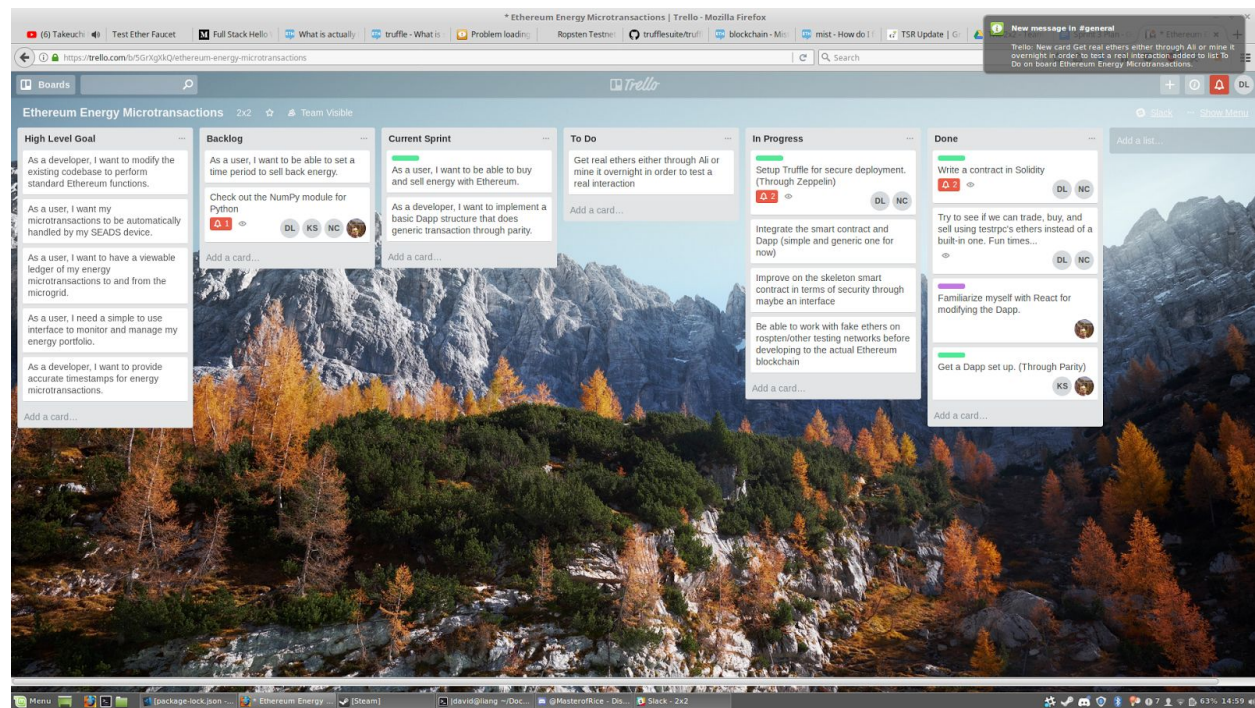 * Ethereum Energy Microtransactions | Trello - Mozilla Firefox
(6) Takeuchi
Test Ether Faucet
Full Stack Hello
What is actually
truffle - What is
Problem loading
Ropsten Testnet
trufflesuite/truff
blockchain - Mis
mist - How do I
TSR Update | G
New message in #general
Trello: New card Get real ethers either through Ali or mine it
overnight in order to test a real interaction added to list To
Do on board Ethereum Energy Microtransactions.
https://trello.com/b/5GrXgXkQ/ethereum-energy-microtransactions
Search
Boards
Trello
DL
Ethereum Energy Microtransactions
2x2
Team Visible
Slack
Show Menu
High Level Goal
As a developer, I want to modify the
existing codebase to perform
standard Ethereum functions.
As a user, I want my
microtransactions to be automatically
handled by my SEADS device.
As a user, I want to have a viewable
ledger of my energy
microtransactions to and from the
microgrid.
As a user, I need a simple to use
interface to monitor and manage my
energy portfolio.
As a developer, I want to provide
accurate timestamps for energy
microtransactions.
Add a card...
Backlog
As a user, I want to be able to set a
time period to sell back energy.
Check out the NumPy module for
Python
1
DL KS NC
Add a card...
Current Sprint
As a user, I want to be able to buy
and sell energy with Ethereum.
As a developer, I want to implement a
basic Dapp structure that does
generic transaction through parity.
Add a card...
To Do
Get real ethers either through Ali or
mine it overnight in order to test a
real interaction
Add a card...
In Progress
Setup Truffle for secure deployment.
(Through Zeppelin)
2
DL NC
Integrate the smart contract and
Dapp (simple and generic one for
now)
Improve on the skeleton smart
contract in terms of security through
maybe an interface
Be able to work with fake ethers on
rospten/other testing networks before
developing to the actual Ethereum
blockchain
Add a card...
Done
Write a contract in Solidity
2
DL NC
Try to see if we can trade, buy, and
sell using testrpc's ethers instead of a
built-in one. Fun times...
DL NC
Familiarize myself with React for
modifying the Dapp.
Get a Dapp set up. (Through Parity)
KS
Add a card...
Add a list...
Menu
[package-lock.json -...
* Ethereum Energy ...
[Steam]
jdavid@liang ~/Doc...
@MasterofRice - Dis...
Slack - 2x2
7
63%
14:59